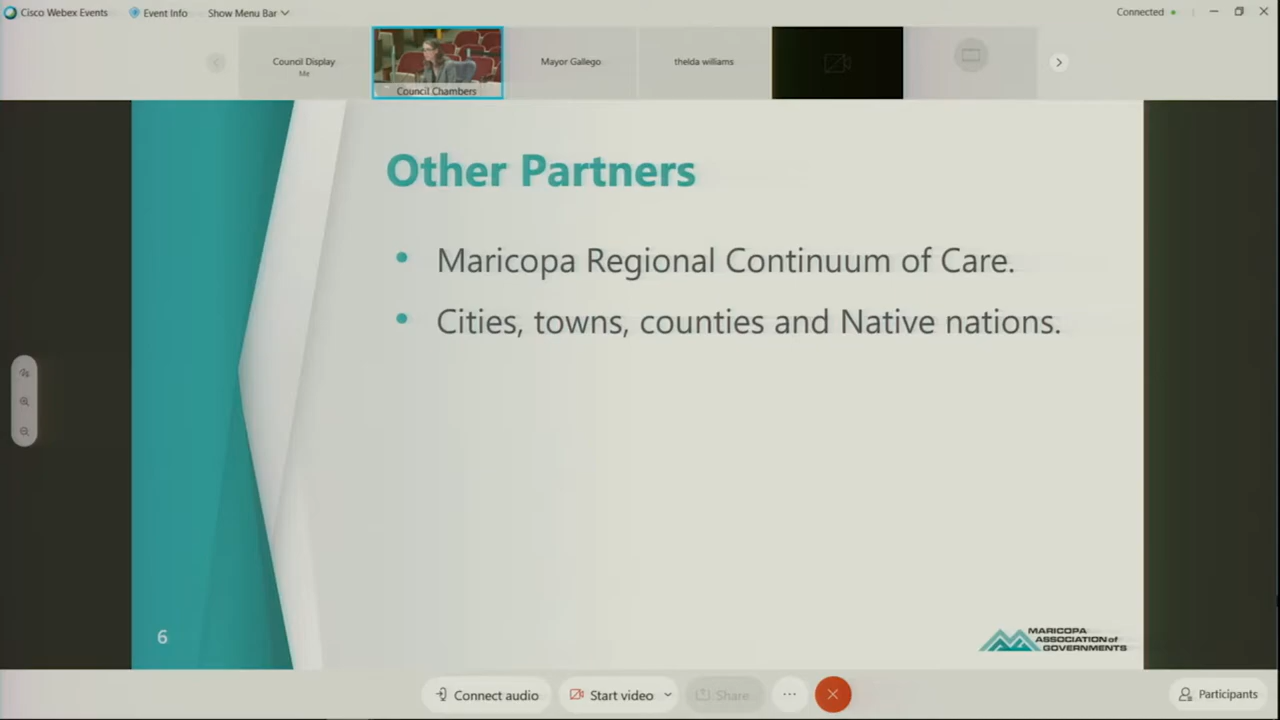 Cisco Webex Events
Event Info
Show Menu Bar
Connected
Council Display
Me
Council Chambers
Mayor Gallego
thelda williams
Other Partners
• Maricopa Regional Continuum of Care.
• Cities, towns, counties and Native nations.
6
MARICOPA
ASSOCIATION of
GOVERNMENTS
Connect audio
Start video
Share
Participants